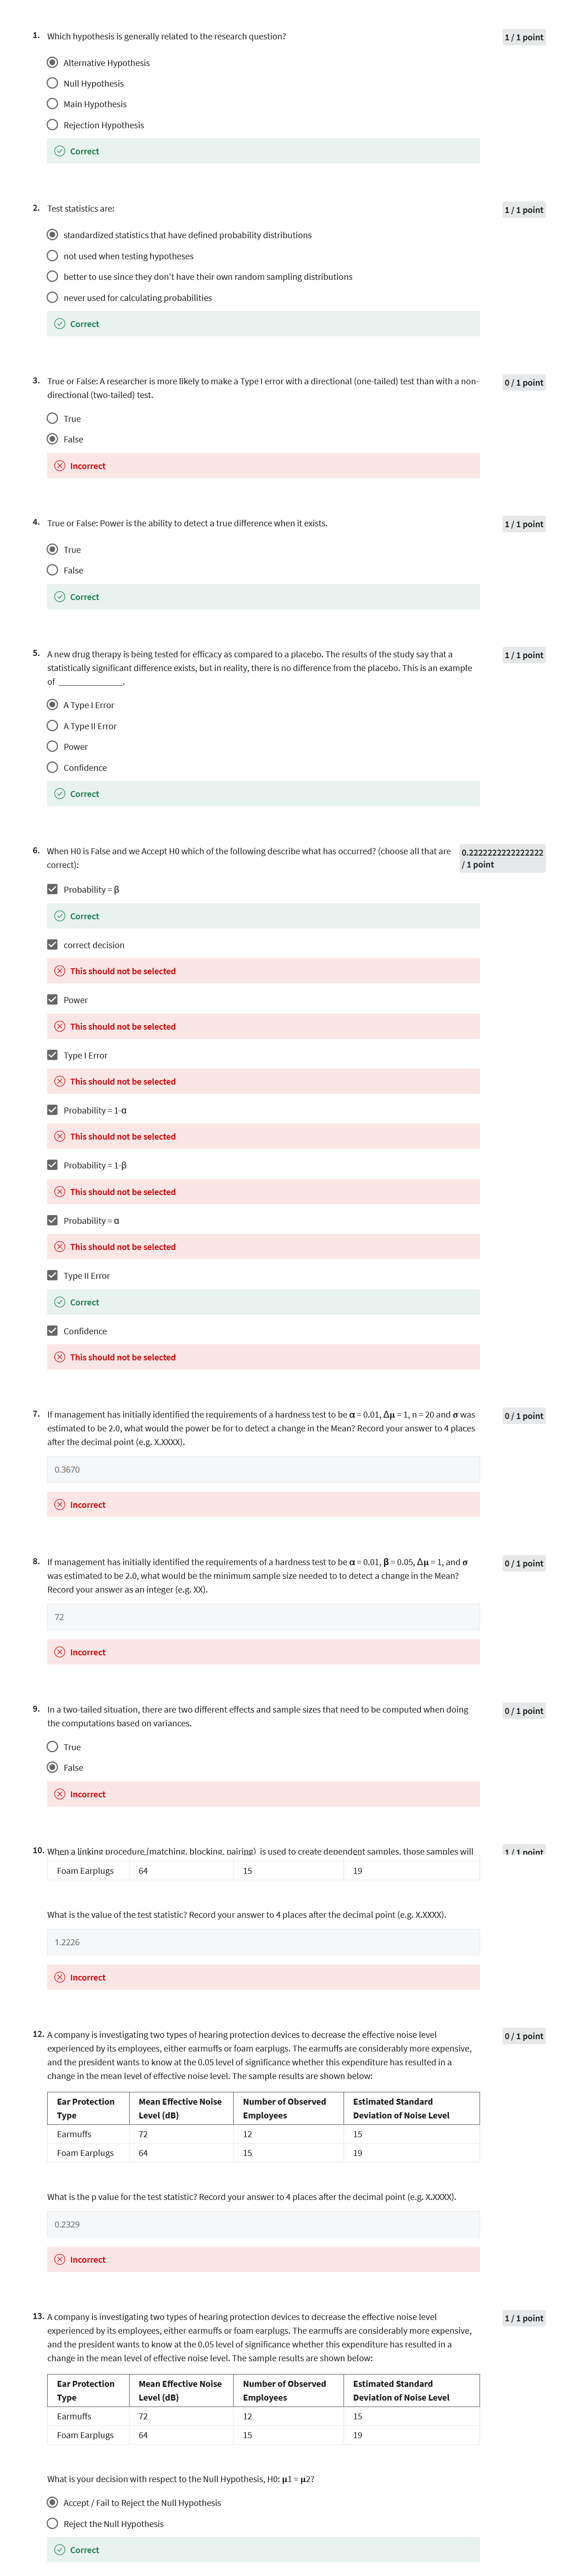 1. Which hypothesis is generally related to the research question?
1 / 1 point
Alternative Hypothesis
Null Hypothesis
Main Hypothesis
Rejection Hypothesis
Correct
2. Test statistics are:
1 / 1 point
standardized statistics that have defined probability distributions
not used when testing hypotheses
better to use since they don't have their own random sampling distributions
never used for calculating probabilities
Correct
3. True or False: A researcher is more likely to make a Type I error with a directional (one-tailed) test than with a non-
directional (two-tailed) test.
0 / 1 point
True
False
Incorrect
4. True or False: Power is the ability to detect a true difference when it exists.
1 / 1 point
True
False
Correct
5. A new drug therapy is being tested for efficacy as compared to a placebo. The results of the study say that a
statistically significant difference exists, but in reality, there is no difference from the placebo. This is an example
of ______________.
1 / 1 point
A Type I Error
A Type II Error
Power
Confidence
Correct
6. When H0 is False and we Accept H0 which of the following describe what has occurred? (choose all that are
correct):
0.2222222222222222
/ 1 point
Probability = β
Correct
correct decision
This should not be selected
Power
This should not be selected
Type I Error
This should not be selected
Probability = 1-α
This should not be selected
Probability = 1-β
This should not be selected
Probability = α
This should not be selected
Type II Error
Correct
Confidence
This should not be selected
7. If management has initially identified the requirements of a hardness test to be α = 0.01, Δμ = 1, n = 20 and σ was
estimated to be 2.0, what would the power be for to detect a change in the Mean? Record your answer to 4 places
after the decimal point (e.g. X.XXXX).
0 / 1 point
0.3670
Incorrect
8. If management has initially identified the requirements of a hardness test to be α = 0.01, β = 0.05, Δμ = 1, and σ
was estimated to be 2.0, what would be the minimum sample size needed to to detect a change in the Mean?
Record your answer as an integer (e.g. XX).
0 / 1 point
72
Incorrect
9. In a two-tailed situation, there are two different effects and sample sizes that need to be computed when doing
the computations based on variances.
0 / 1 point
True
False
Incorrect
10. When a linking procedure (matching, blocking, pairing) is used to create dependent samples, those samples will
1 / 1 point
Foam Earplugs 64 15 19
What is the value of the test statistic? Record your answer to 4 places after the decimal point (e.g. X.XXXX).
1.2226
Incorrect
12. A company is investigating two types of hearing protection devices to decrease the effective noise level
experienced by its employees, either earmuffs or foam earplugs. The earmuffs are considerably more expensive,
and the president wants to know at the 0.05 level of significance whether this expenditure has resulted in a
change in the mean level of effective noise level. The sample results are shown below:
0 / 1 point
Ear Protection Mean Effective Noise Number of Observed Estimated Standard
Type Level (dB) Employees Deviation of Noise Level
Earmuffs 72 12 15
Foam Earplugs 64 15 19
What is the p value for the test statistic? Record your answer to 4 places after the decimal point (e.g. X.XXXX).
0.2329
Incorrect
13. A company is investigating two types of hearing protection devices to decrease the effective noise level
experienced by its employees, either earmuffs or foam earplugs. The earmuffs are considerably more expensive,
and the president wants to know at the 0.05 level of significance whether this expenditure has resulted in a
change in the mean level of effective noise level. The sample results are shown below:
1 / 1 point
Ear Protection Mean Effective Noise Number of Observed Estimated Standard
Type Level (dB) Employees Deviation of Noise Level
Earmuffs 72 12 15
Foam Earplugs 64 15 19
What is your decision with respect to the Null Hypothesis, H0: μ1 = μ2?
Accept / Fail to Reject the Null Hypothesis
Reject the Null Hypothesis
Correct